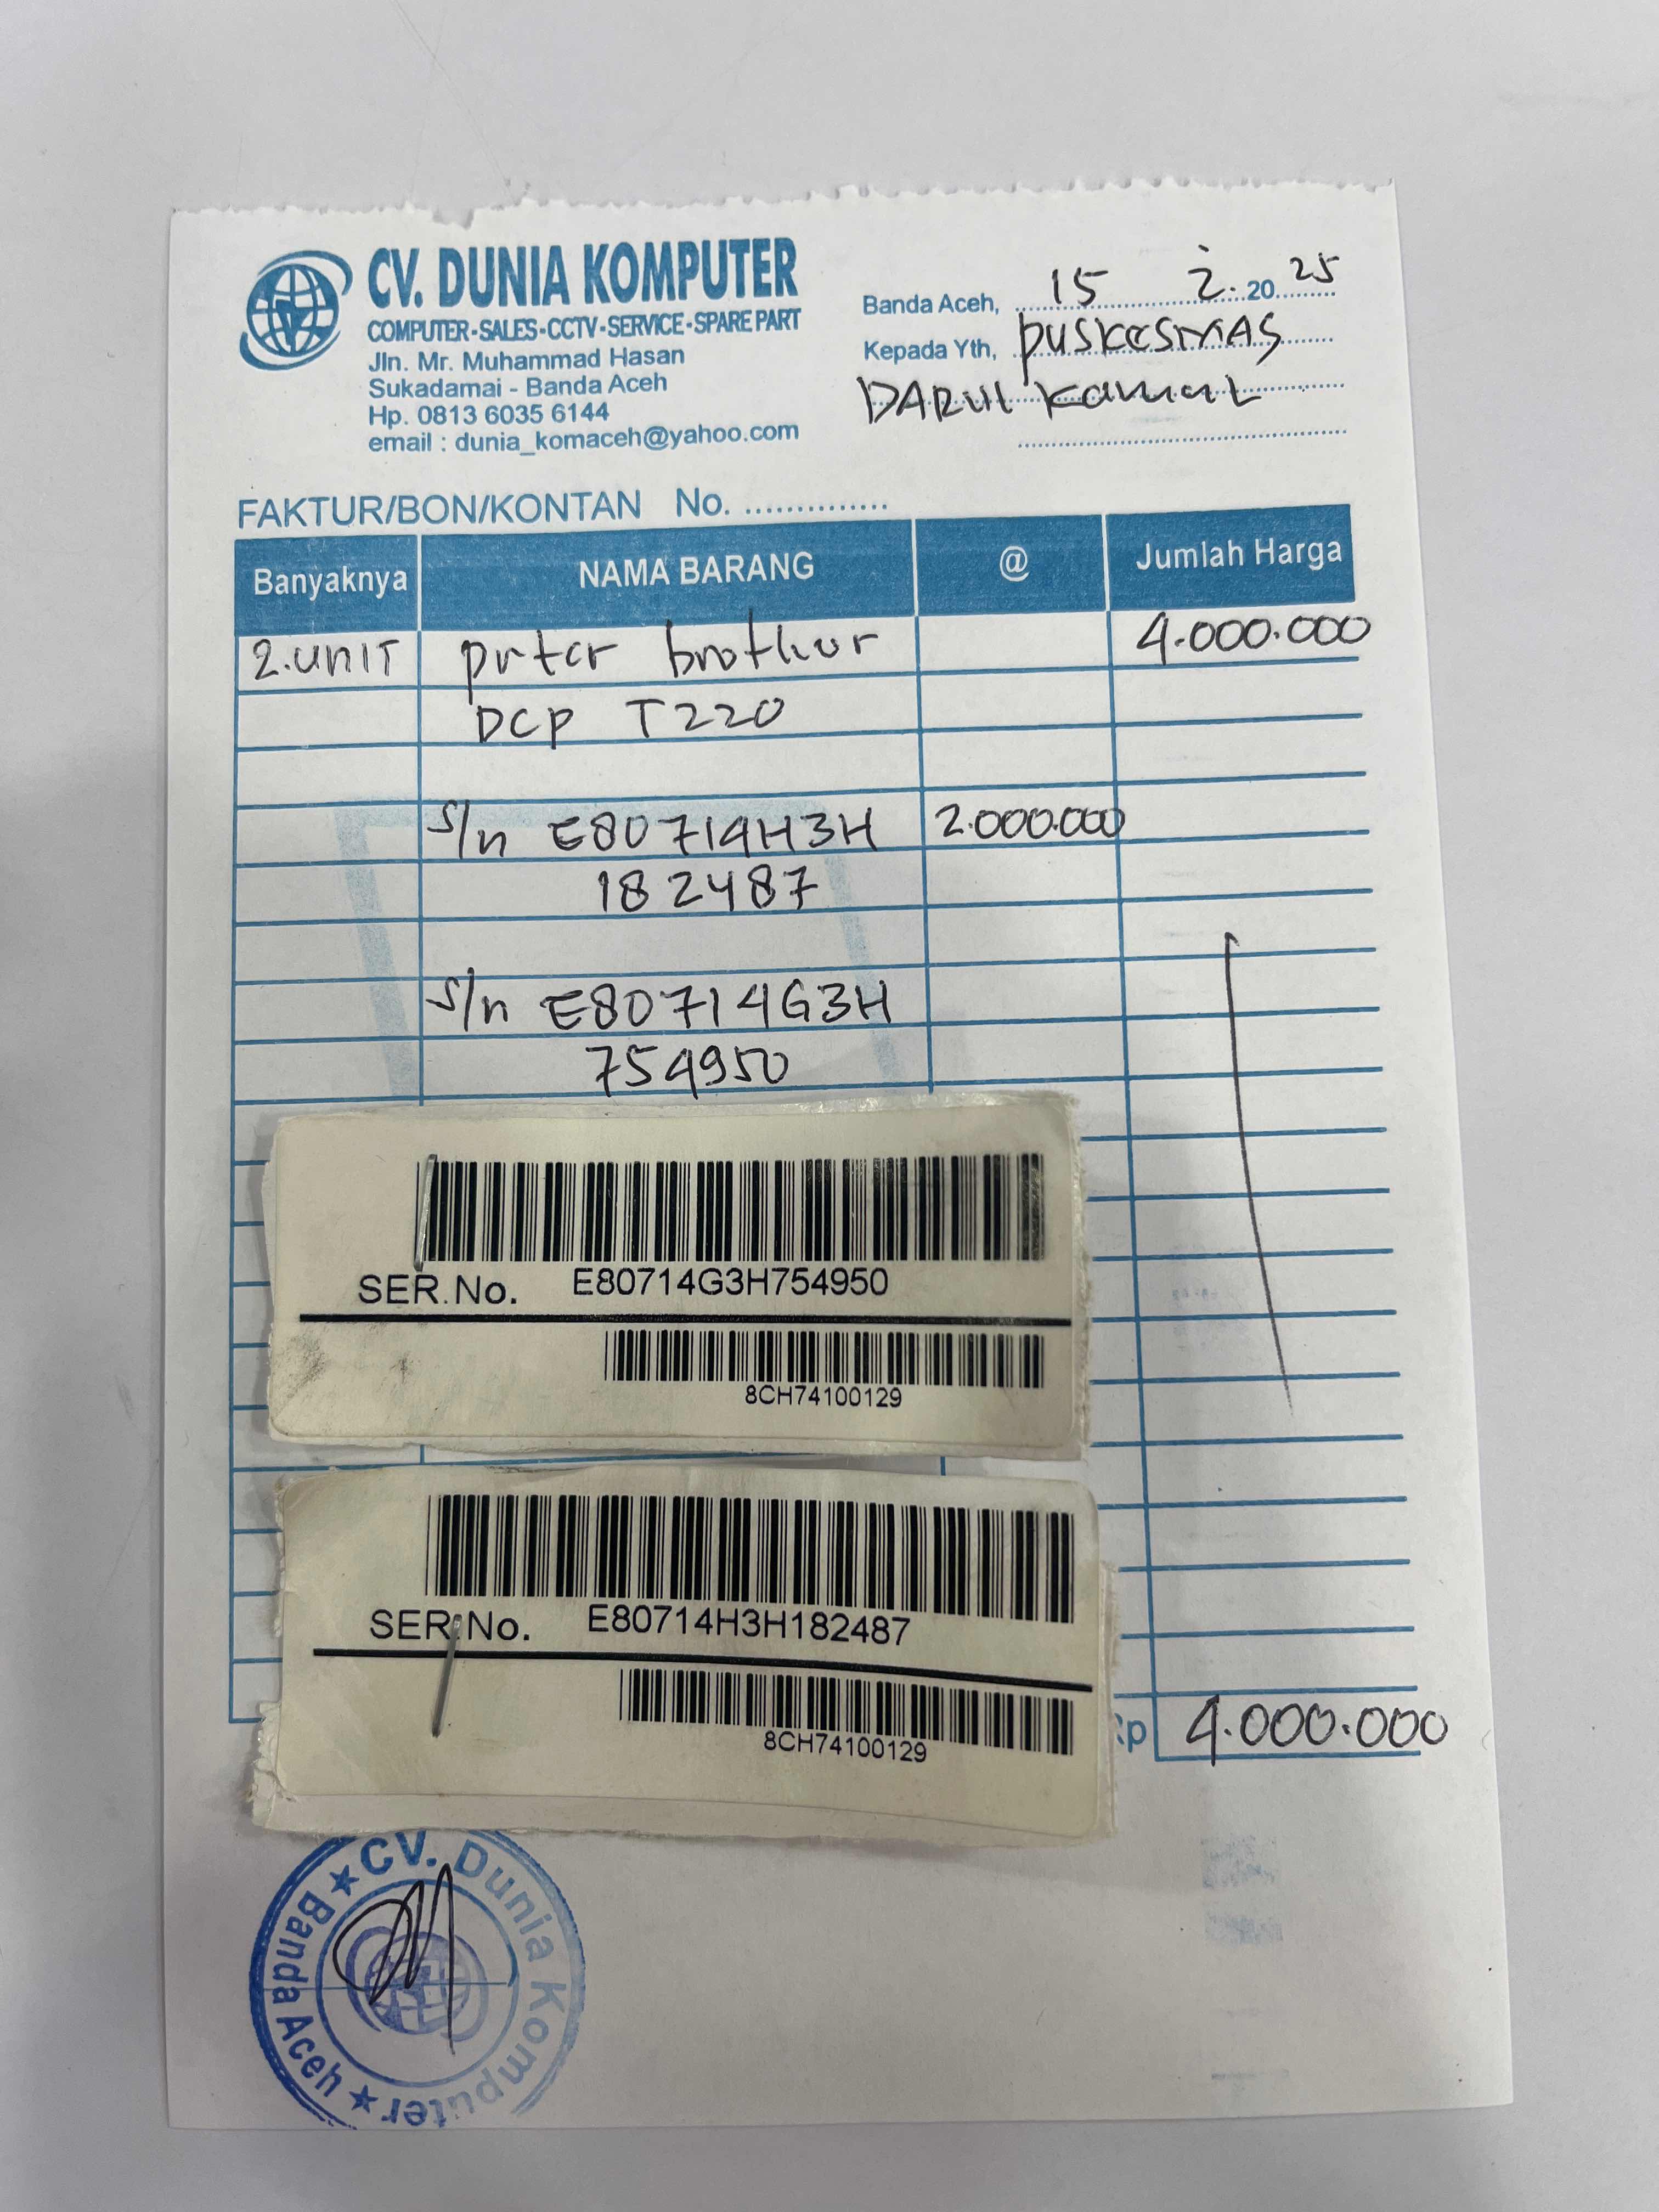 CV. DUNIA KOMPUTER
COMPUTER-SALES-CCTV-SERVICE-SPARE PART
Jln. Mr. Muhammad Hasan
Sukadamai - Banda Aceh
Hp. 0813 6035 6144
email : dunia_komaceh@yahoo.com
Banda Aceh, 15 2 20 25
Kepada Yth, PUSKESMAS
DARUL Kamal
FAKTUR/BON/KONTAN No. ..............
Banyaknya NAMA BARANG @ Jumlah Harga
2.UNIT prter brother 4.000.000
DCP T220
S/n E80714H3H 2.000.000
182487
S/n E80714G3H
754950
SER.No. E80714G3H754950
8CH74100129
SER.No. E80714H3H182487
8CH74100129
Rp 4.000.000
CV. Dunia Komputer
Banda Aceh